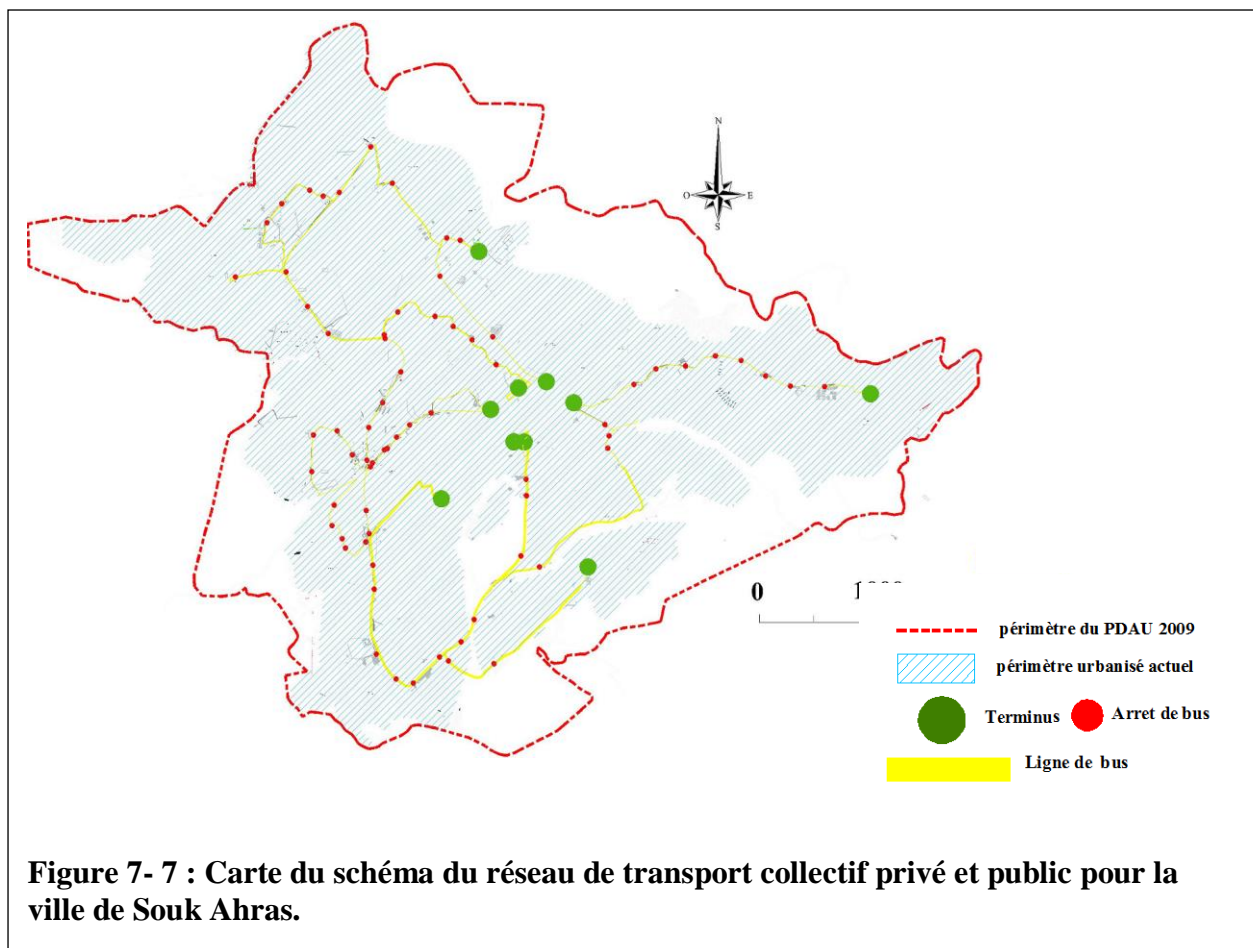 N
O
E
S
0
périmètre du PDAU 2009
périmètre urbanisé actuel
Terminus
Arret de bus
Ligne de bus
Figure 7- 7 : Carte du schéma du réseau de transport collectif privé et public pour la
ville de Souk Ahras.